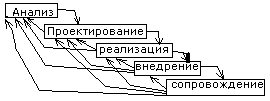 Анализ
Проектирование
реализация
внедрение
сопровождение